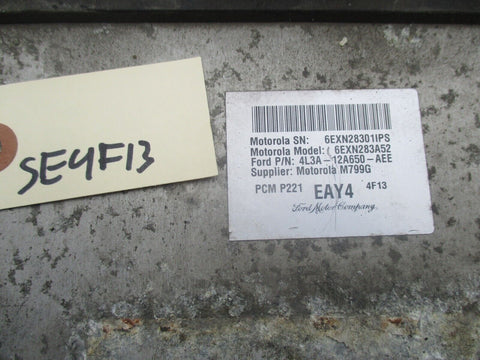 SE4F13
Motorola SN: 6EXN28301IPS
Motorola Model: 6EXN283A52
Ford P/N: 4L3A-12A650-AEE
Supplier: Motorola M799G
PCM P221 EAY4 4F13
Ford Motor Company